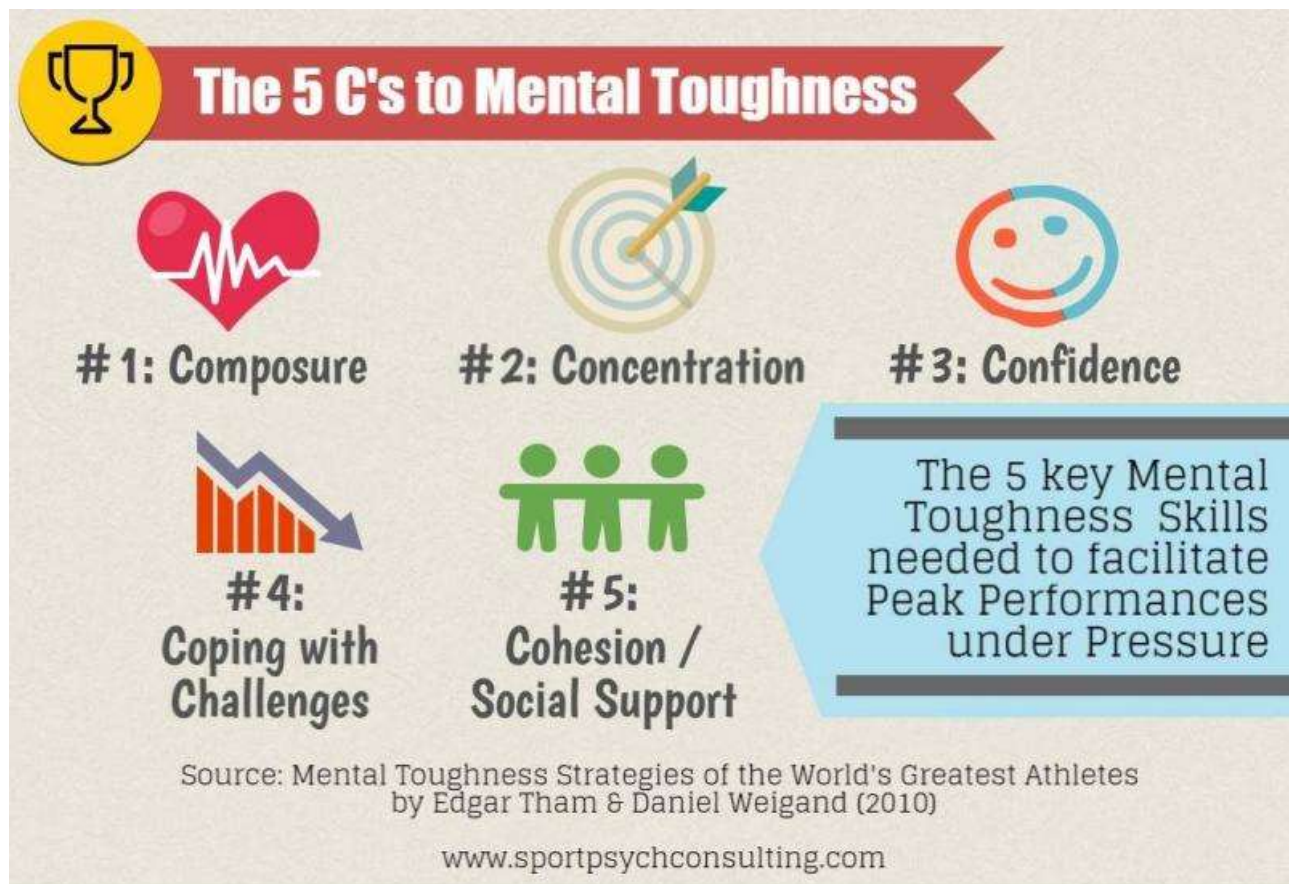 The 5 C's to Mental Toughness
#1: Composure
#2: Concentration
#3: Confidence
#4:
Coping with
Challenges
#5:
Cohesion /
Social Support
The 5 key Mental
Toughness Skills
needed to facilitate
Peak Performances
under Pressure
Source: Mental Toughness Strategies of the World's Greatest Athletes
by Edgar Tham & Daniel Weigand (2010)
www.sportpsychconsulting.com